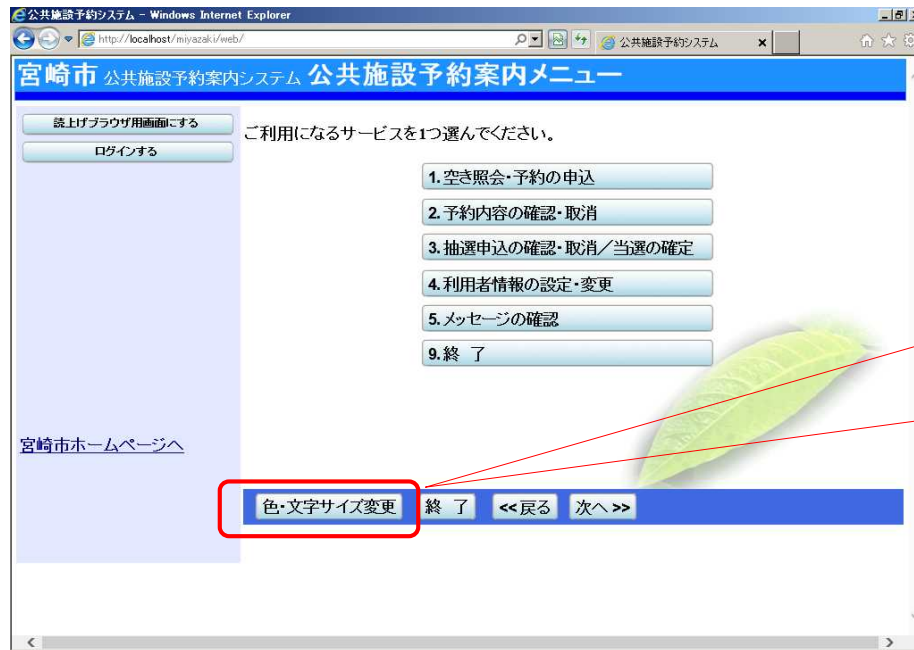 公共施設予約システム - Windows Internet Explorer
http://localhost/miyazaki/web/
公共施設予約システム
宮崎市 公共施設予約案内システム 公共施設予約案内メニュー
読上げブラウザ用画面にする
ログインする
ご利用になるサービスを1つ選んでください。
1. 空き照会・予約の申込
2. 予約内容の確認・取消
3. 抽選申込の確認・取消／当選の確定
4. 利用者情報の設定・変更
5. メッセージの確認
9. 終 了
宮崎市ホームページへ
色・文字サイズ変更 終 了 <<戻る 次へ>>